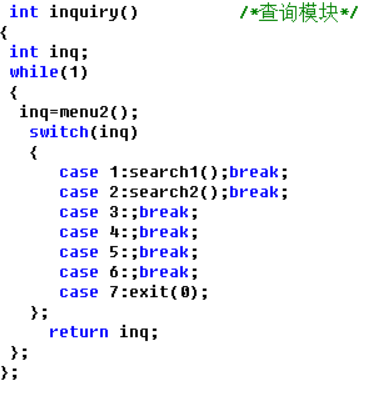 int inquiry()          /*查询模块*/
{
 int inq;
 while(1)
 {
  inq=menu2();
   switch(inq)
   {
      case 1:search1();break;
      case 2:search2();break;
      case 3:;break;
      case 4:;break;
      case 5:;break;
      case 6:;break;
      case 7:exit(0);
   };
     return inq;
 };
};